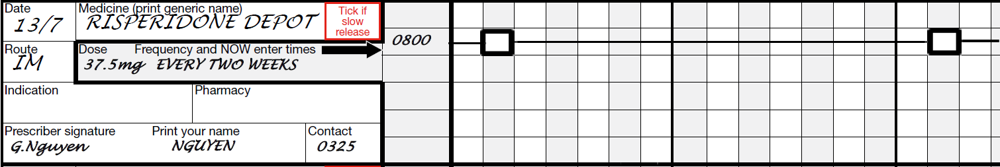 Date
13/7
Medicine (print generic name)
RISPERIDONE DEPOT
Tick if
slow
release
Route
IM
Dose Frequency and NOW enter times
37.5mg EVERY TWO WEEKS
0800
Indication
Pharmacy
Prescriber signature
G.Nguyen
Print your name
NGUYEN
Contact
0325